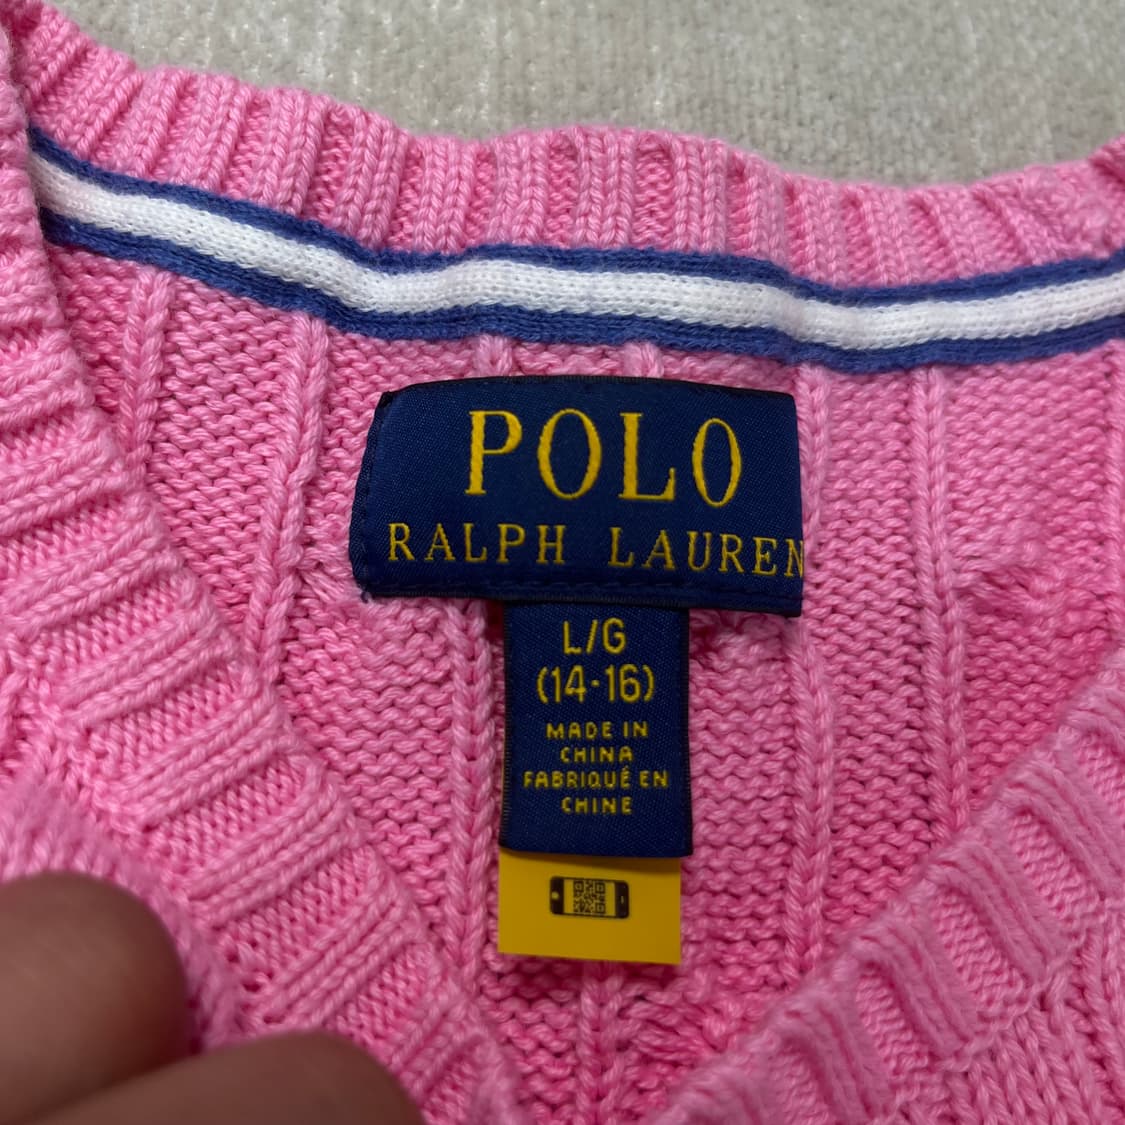 POLO
RALPH LAUREN
L/G
(14-16)
MADE IN
CHINA
FABRIQUÉ EN
CHINE